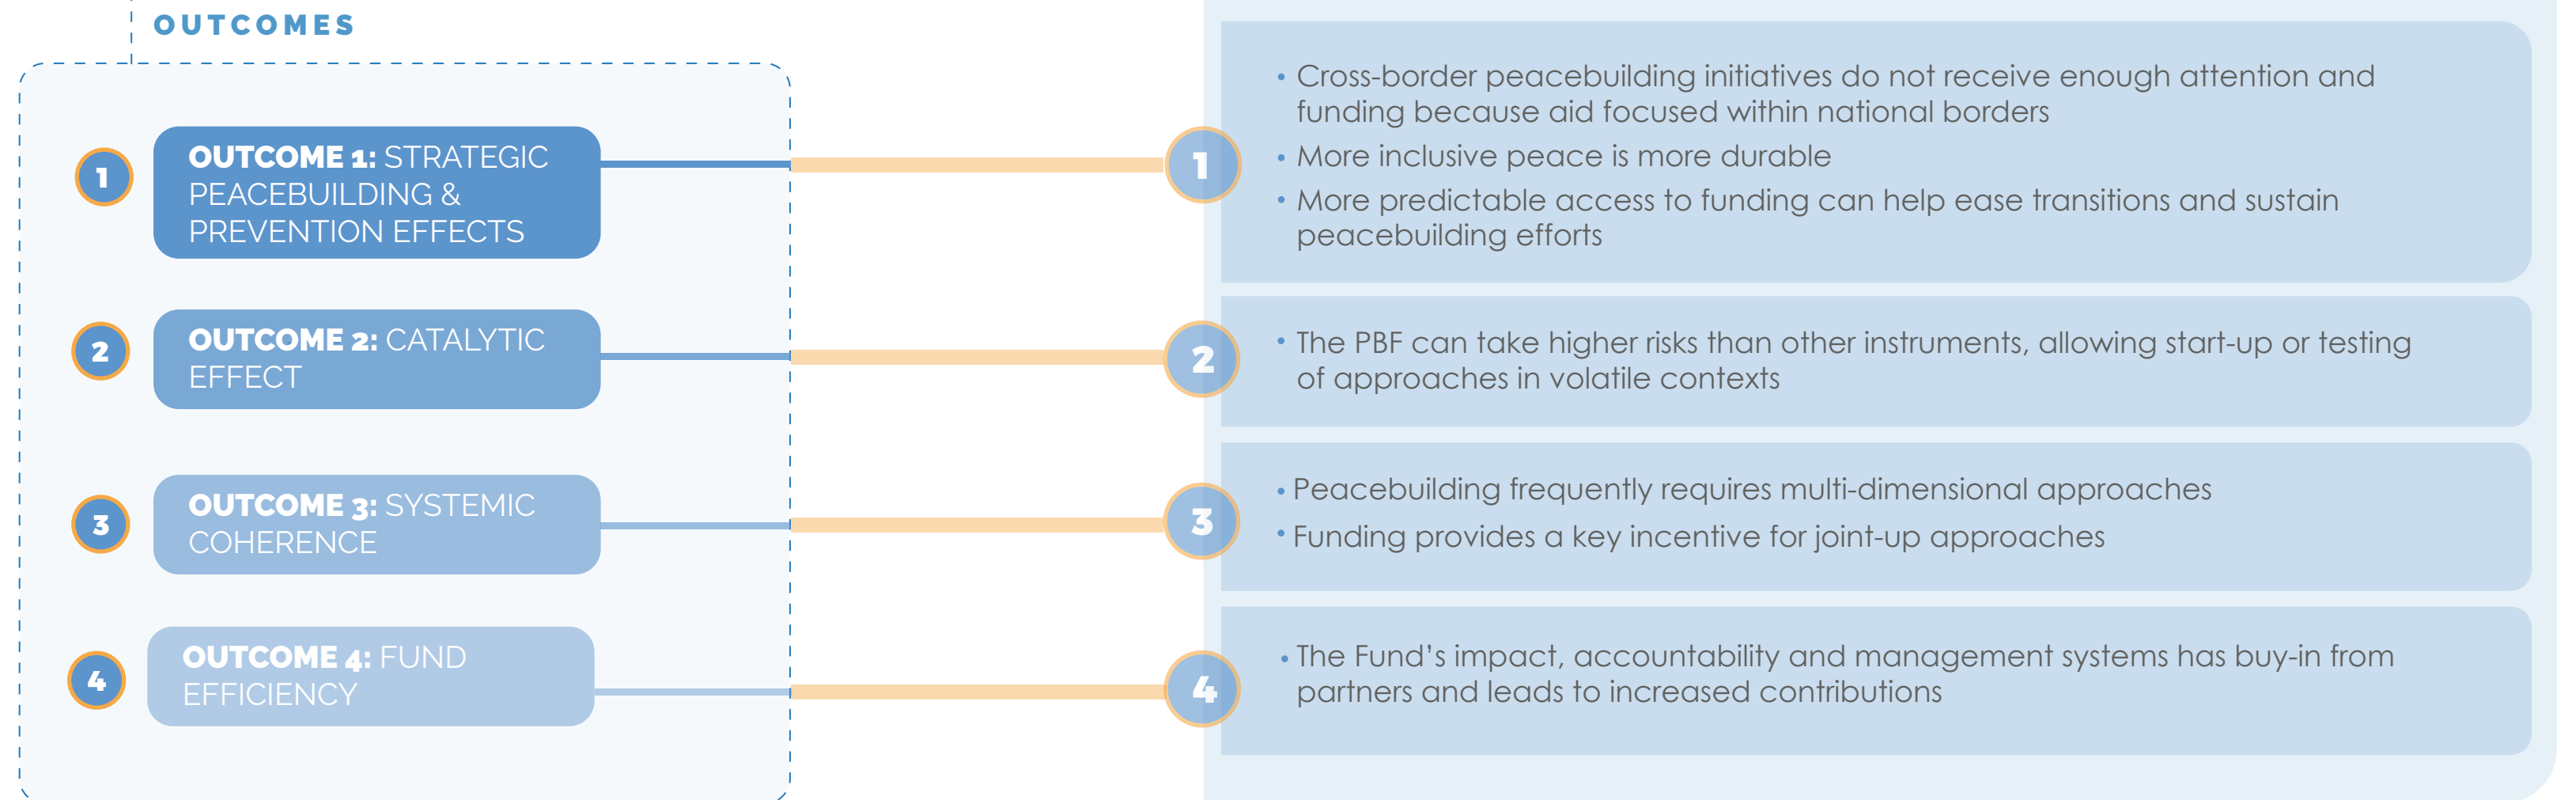 OUTCOMES
1
OUTCOME 1: STRATEGIC
PEACEBUILDING &
PREVENTION EFFECTS
1
• Cross-border peacebuilding initiatives do not receive enough attention and
funding because aid focused within national borders
• More inclusive peace is more durable
• More predictable access to funding can help ease transitions and sustain
peacebuilding efforts
2
OUTCOME 2: CATALYTIC
EFFECT
2
• The PBF can take higher risks than other instruments, allowing start-up or testing
of approaches in volatile contexts
3
OUTCOME 3: SYSTEMIC
COHERENCE
3
• Peacebuilding frequently requires multi-dimensional approaches
• Funding provides a key incentive for joint-up approaches
4
OUTCOME 4: FUND
EFFICIENCY
4
• The Fund’s impact, accountability and management systems has buy-in from
partners and leads to increased contributions